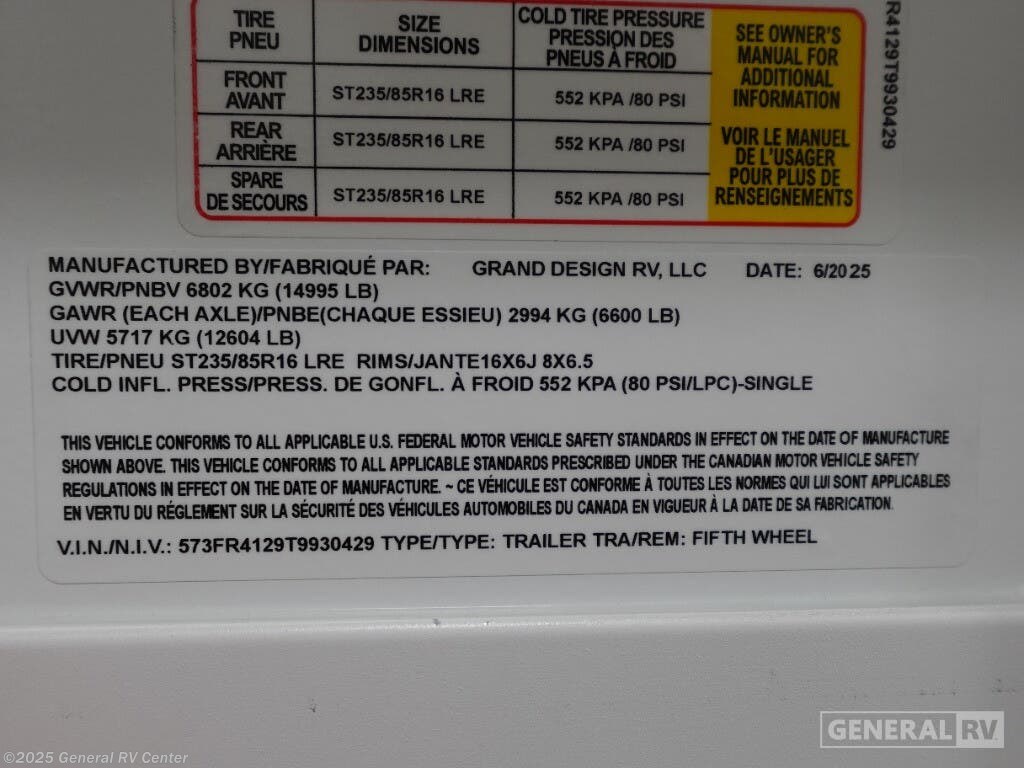 TIRE PNEU SIZE DIMENSIONS COLD TIRE PRESSURE PRESSION DES PNEUS À FROID
FRONT AVANT ST235/85R16 LRE 552 KPA /80 PSI
REAR ARRIÈRE ST235/85R16 LRE 552 KPA /80 PSI
SPARE DE SECOURS ST235/85R16 LRE 552 KPA /80 PSI
SEE OWNER'S
MANUAL FOR
ADDITIONAL
INFORMATION
VOIR LE MANUEL
DE L'USAGER
POUR PLUS DE
RENSEIGNEMENTS
R4129T9930429
MANUFACTURED BY/FABRIQUÉ PAR: GRAND DESIGN RV, LLC DATE: 6/2025
GVWR/PNBV 6802 KG (14995 LB)
GAWR (EACH AXLE)/PNBE(CHAQUE ESSIEU) 2994 KG (6600 LB)
UVW 5717 KG (12604 LB)
TIRE/PNEU ST235/85R16 LRE RIMS/JANTE16X6J 8X6.5
COLD INFL. PRESS/PRESS. DE GONFL. À FROID 552 KPA (80 PSI/LPC)-SINGLE
THIS VEHICLE CONFORMS TO ALL APPLICABLE U.S. FEDERAL MOTOR VEHICLE SAFETY STANDARDS IN EFFECT ON THE DATE OF MANUFACTURE
SHOWN ABOVE. THIS VEHICLE CONFORMS TO ALL APPLICABLE STANDARDS PRESCRIBED UNDER THE CANADIAN MOTOR VEHICLE SAFETY
REGULATIONS IN EFFECT ON THE DATE OF MANUFACTURE. ~ CE VÉHICULE EST CONFORME À TOUTES LES NORMES QUI LUI SONT APPLICABLES
EN VERTU DU RÉGLEMENT SUR LA SÉCURITÉ DES VÉHICULES AUTOMOBILES DU CANADA EN VIGUEUR À LA DATE DE SA FABRICATION.
V.I.N./N.I.V.: 573FR4129T9930429 TYPE/TYPE: TRAILER TRA/REM: FIFTH WHEEL
GENERAL RV
©2025 General RV Center